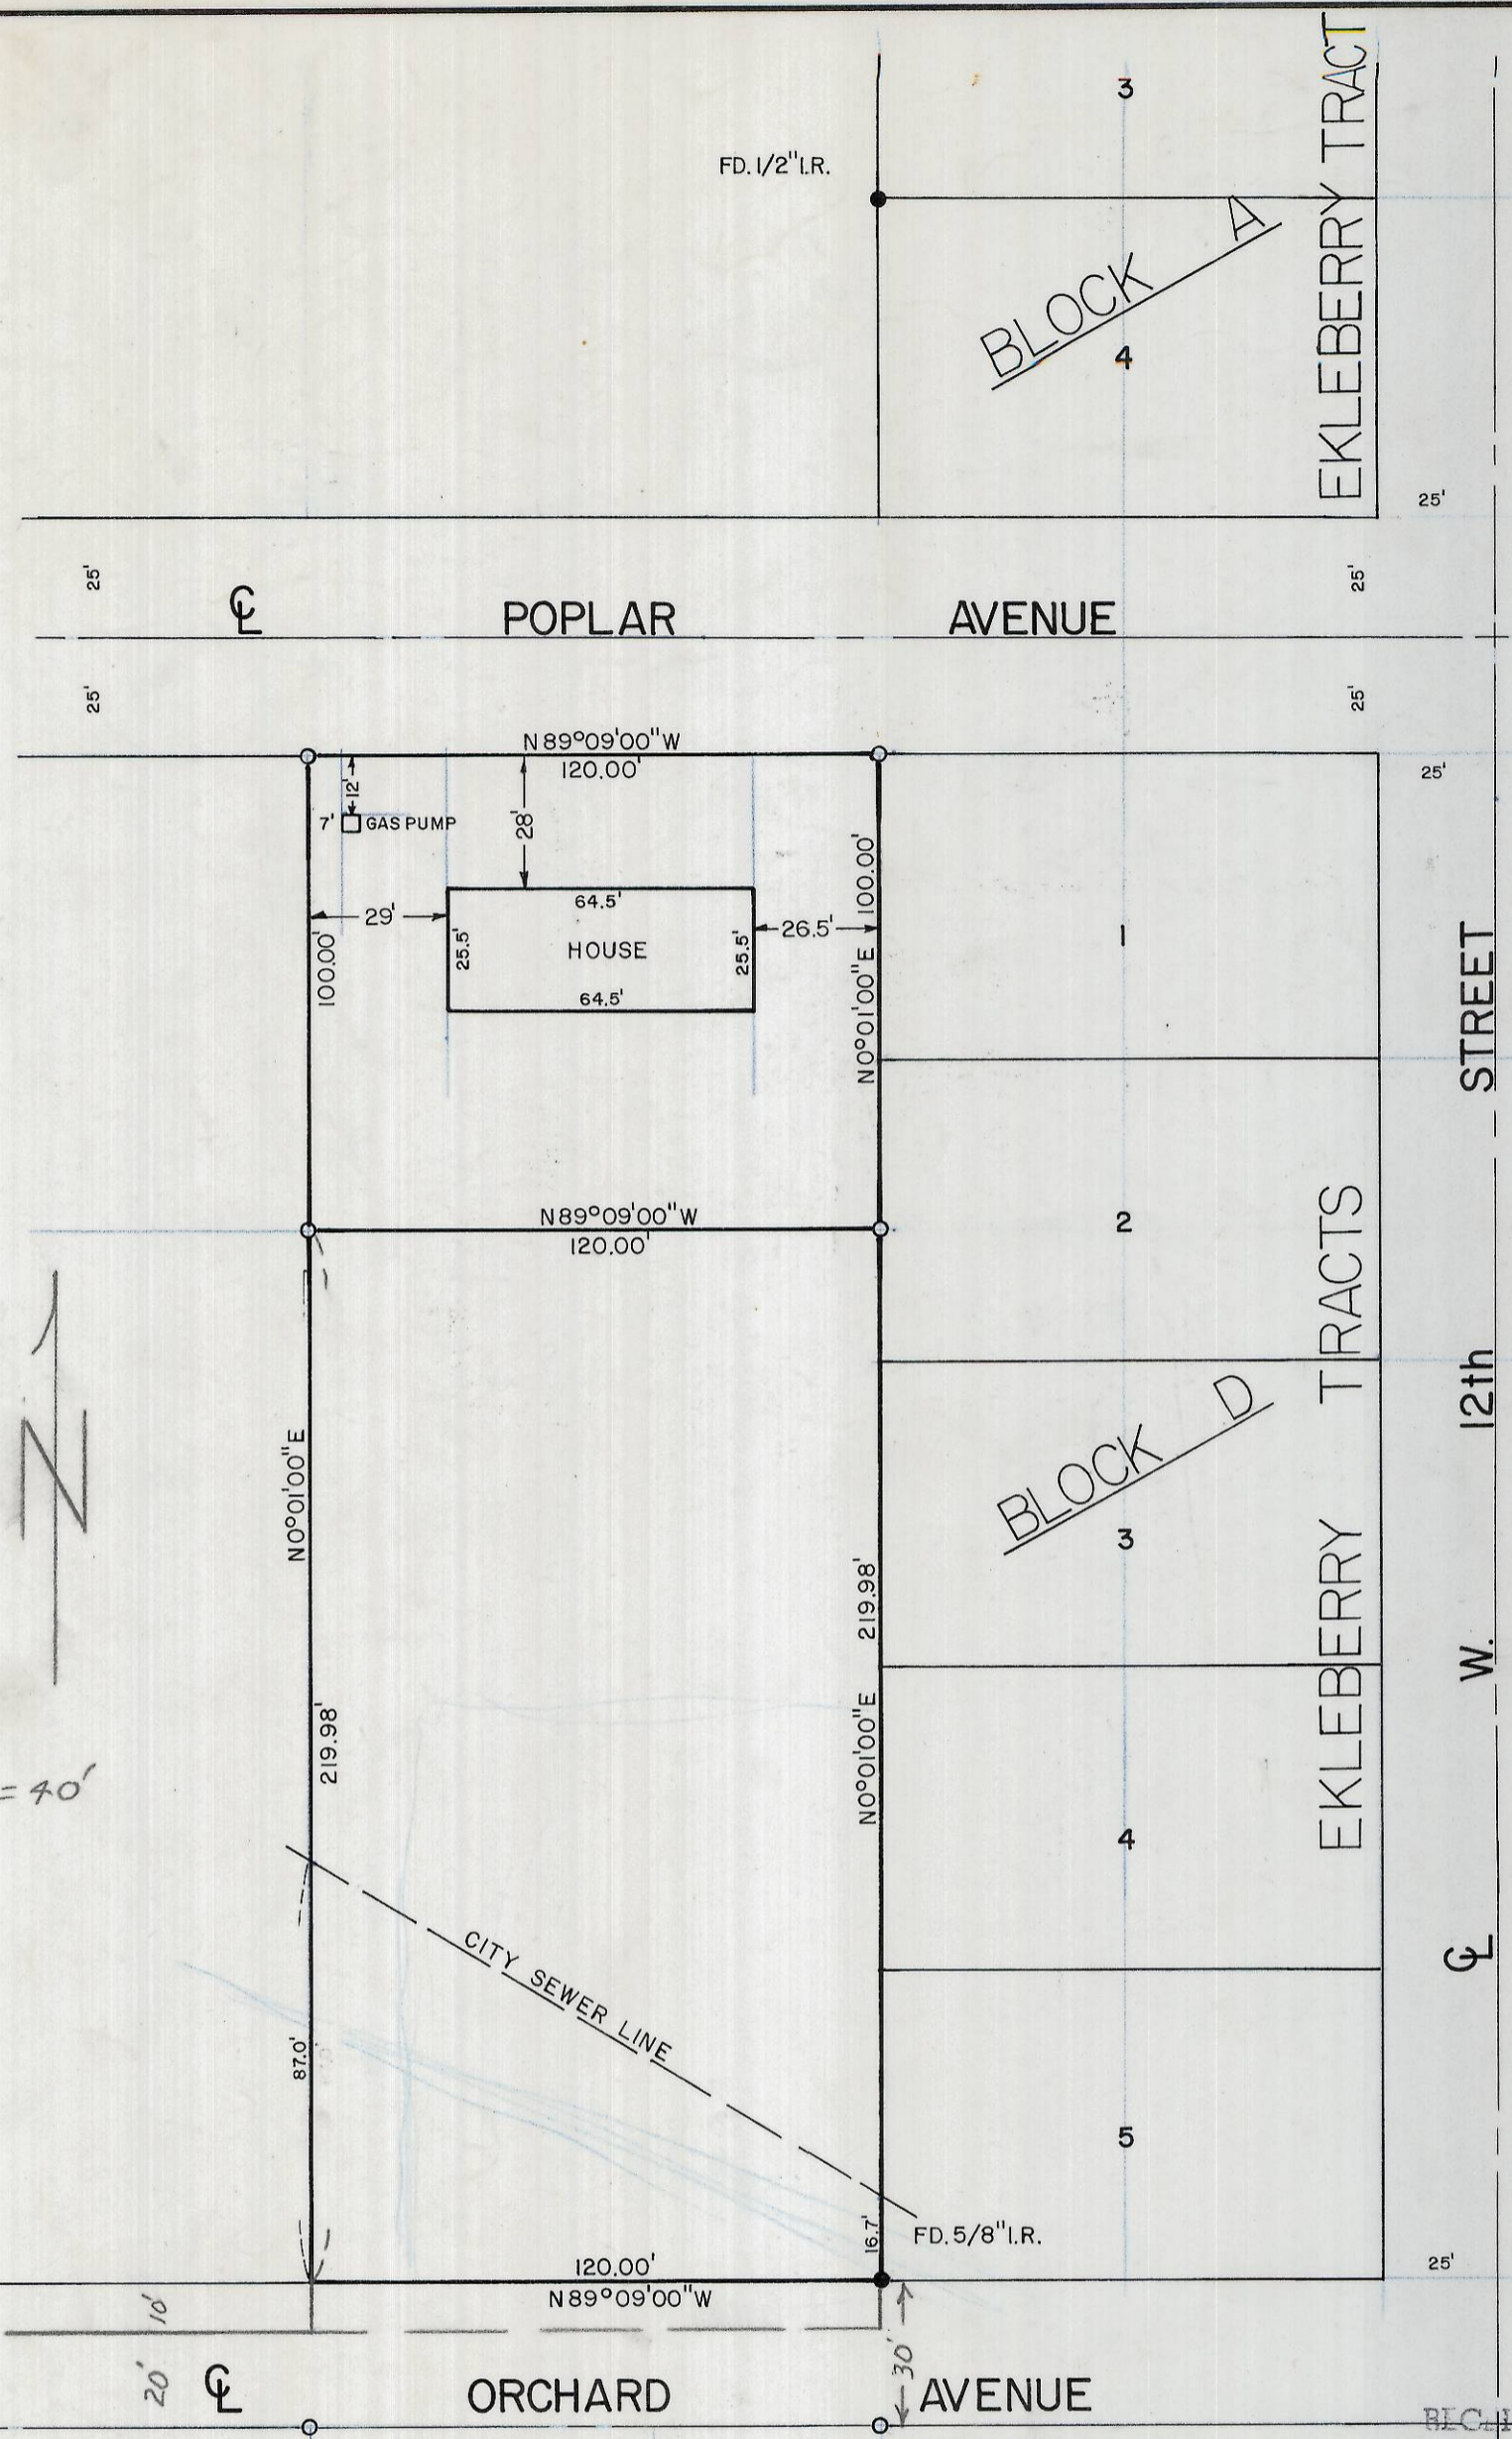 3
FD. 1/2" I.R.
BLOCK A
4
EKLEBERRY TRACT
25'
25'
25'
℄
POPLAR AVENUE
25'
25'
N 89°09'00" W
120.00'
25'
12'
7'
GAS PUMP
28'
100.00'
N0°01'00"E
64.5'
29'
HOUSE
25.5'
25.5'
26.5'
64.5'
100.00'
1
STREET
N 89°09'00" W
120.00'
2
TRACTS
12th
BLOCK D
3
N
N0°01'00"E
219.98'
EKLEBERRY
W.
219.98'
N0°01'00"E
= 40'
4
CITY SEWER LINE
℄
87.0'
5
16.7'
FD. 5/8" I.R.
25'
120.00'
N 89°09'00" W
10'
30'
20'
℄
ORCHARD AVENUE